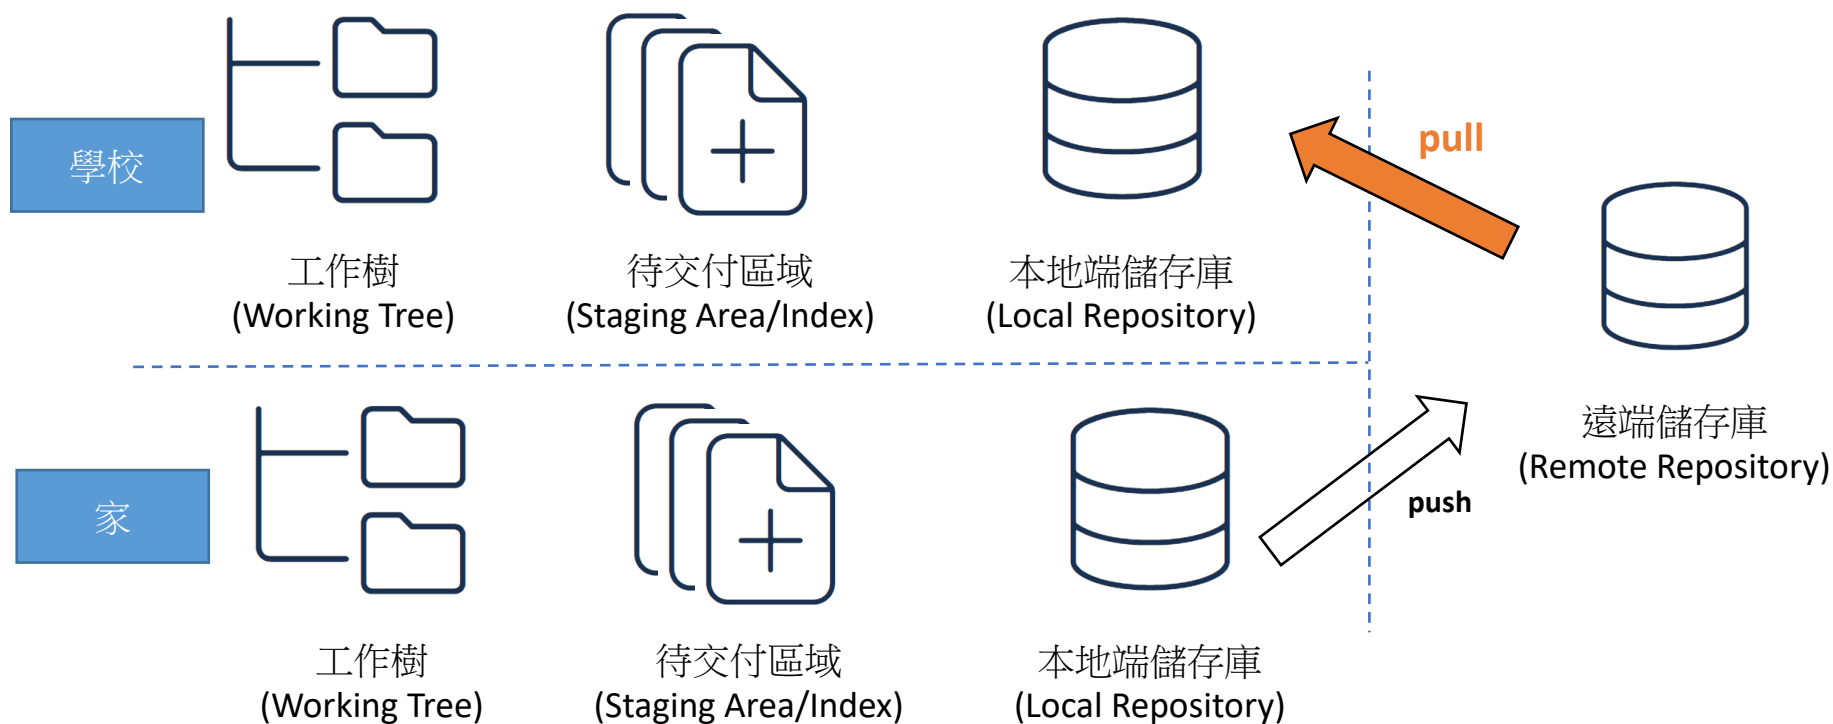 學校
工作樹
(Working Tree)
待交付區域
(Staging Area/Index)
本地端儲存庫
(Local Repository)
pull
遠端儲存庫
(Remote Repository)
push
家
工作樹
(Working Tree)
待交付區域
(Staging Area/Index)
本地端儲存庫
(Local Repository)